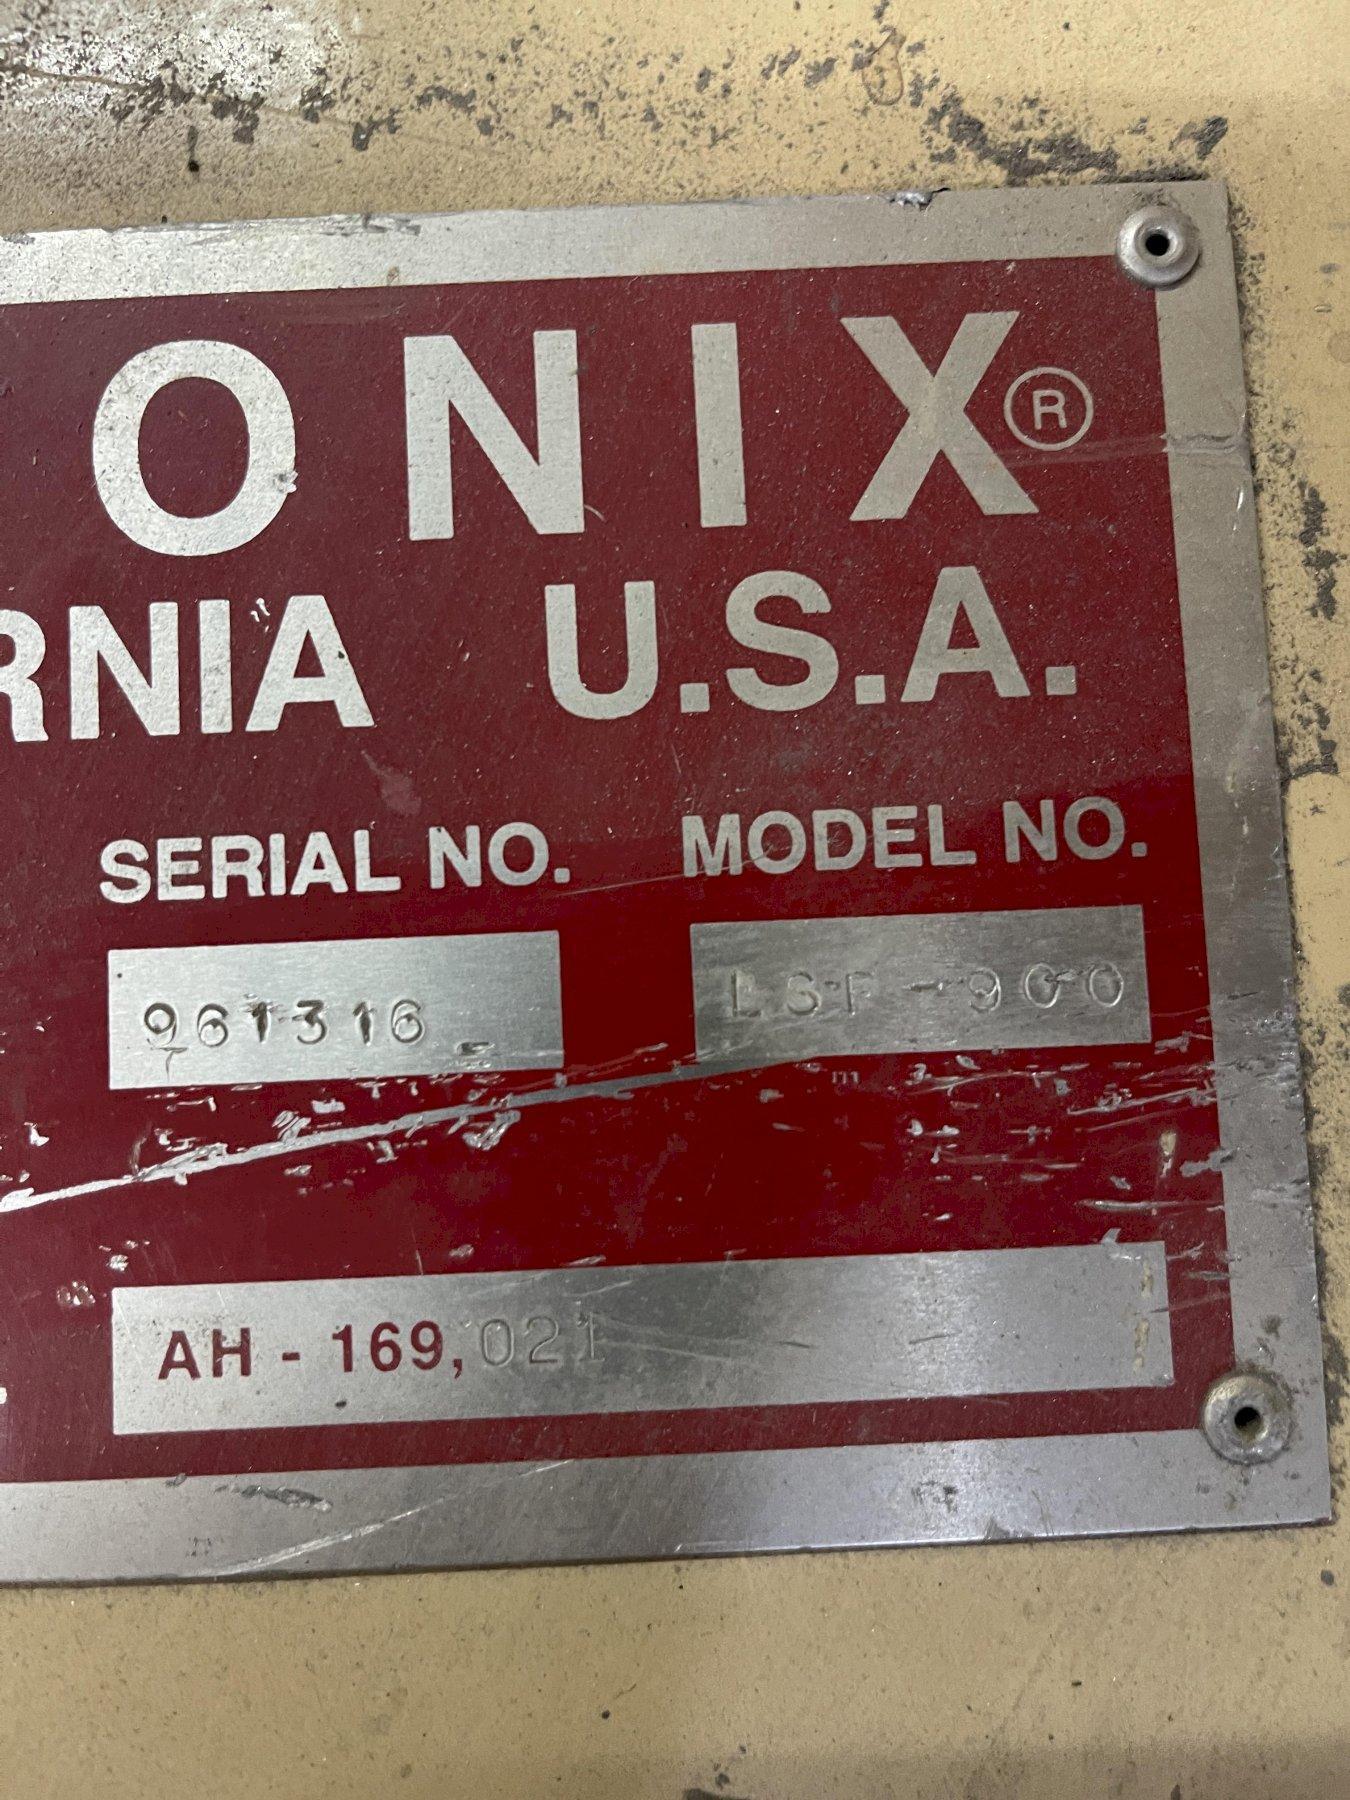 ONIX®
RNIA U.S.A.
SERIAL NO. MODEL NO.
961316 LSF-900
AH - 169,021